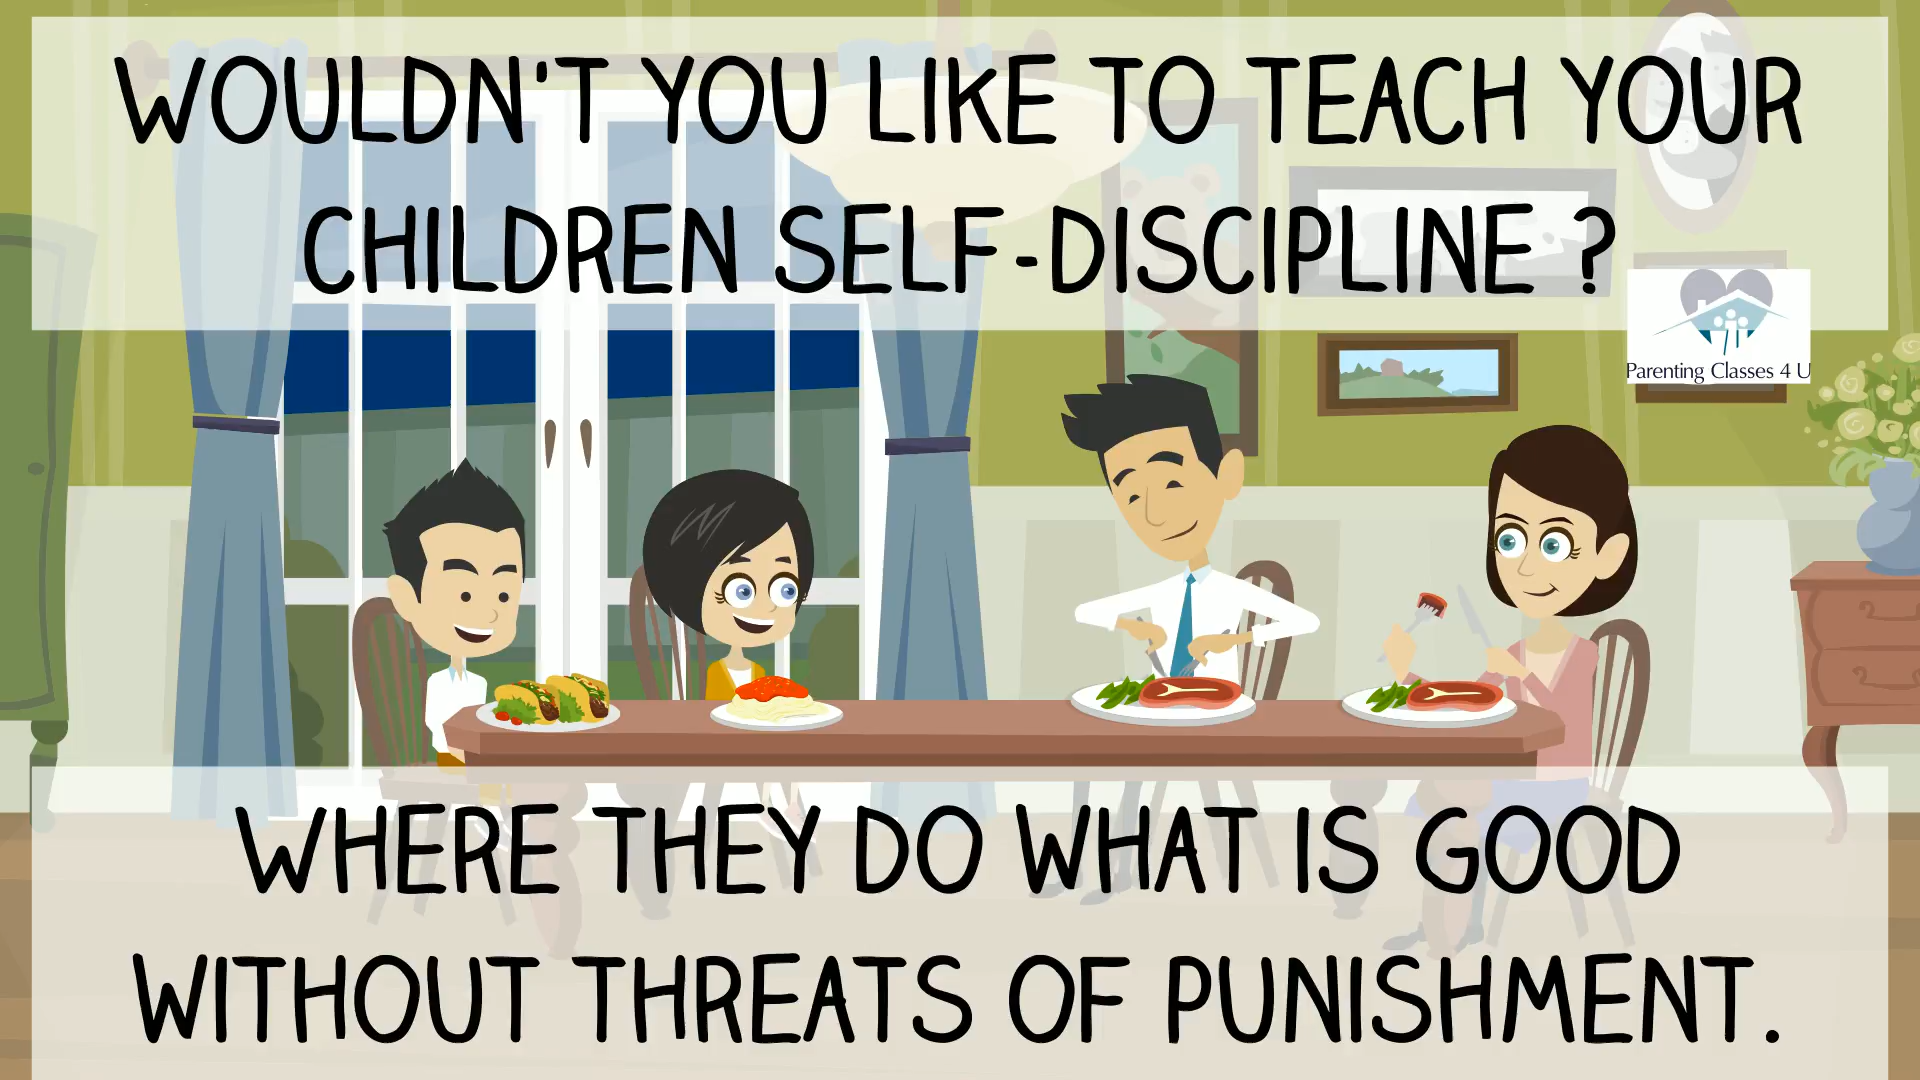 WOULDN'T YOU LIKE TO TEACH YOUR
CHILDREN SELF-DISCIPLINE ?
Parenting Classes 4 U
WHERE THEY DO WHAT IS GOOD
WITHOUT THREATS OF PUNISHMENT.